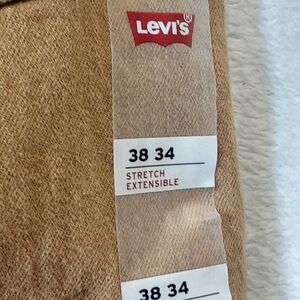 Levi's®
38 34
STRETCH
EXTENSIBLE
38 34